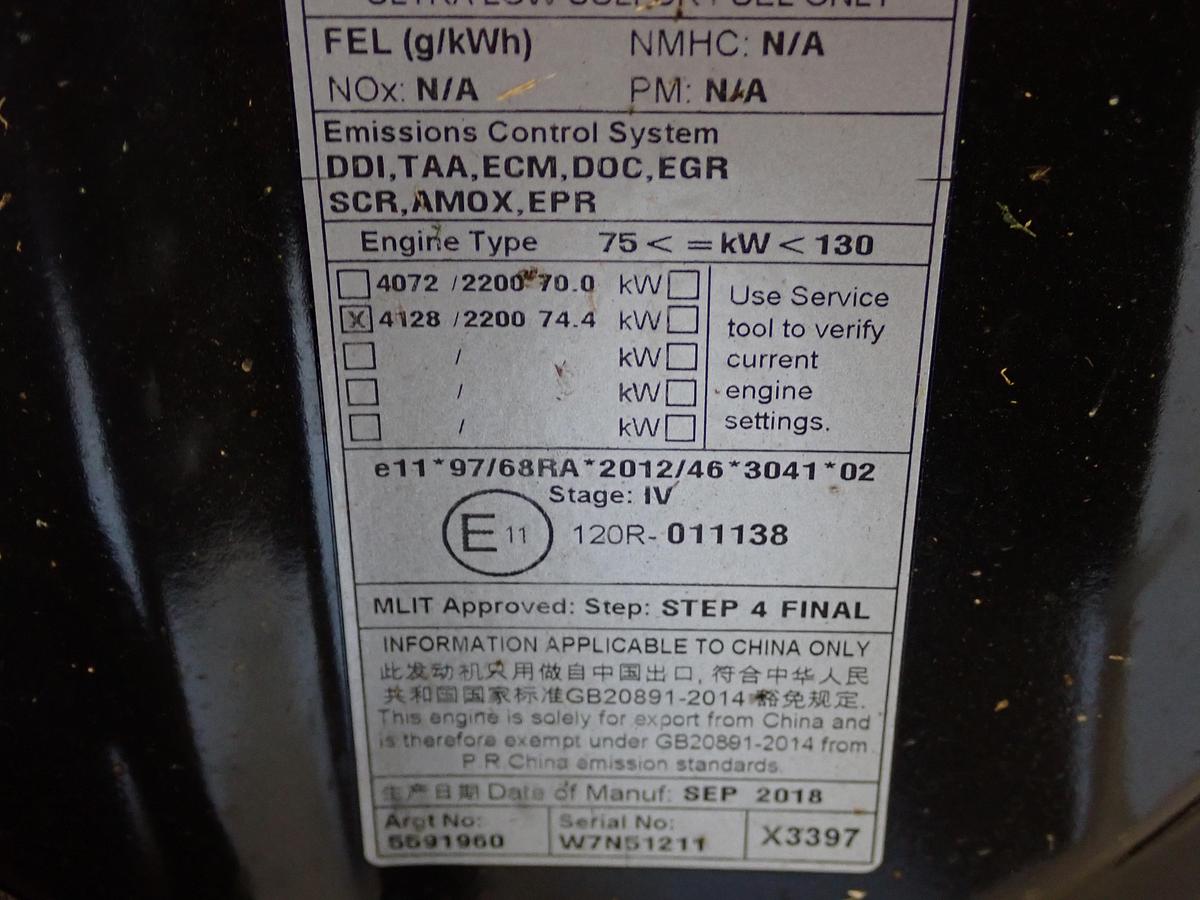 ULTRA LOW SULFUR FUEL ONLY
FEL (g/kWh) NMHC: N/A
NOx: N/A PM: N/A
Emissions Control System
DDI,TAA,ECM,DOC,EGR
SCR,AMOX,EPR
Engine Type 75 < = kW < 130
4072 /2200 70.0 kW
X 4128 /2200 74.4 kW
/ kW
/ kW
/ kW
Use Service
tool to verify
current
engine
settings.
e11*97/68RA*2012/46*3041*02
Stage: IV
E 11 120R- 011138
MLIT Approved: Step: STEP 4 FINAL
INFORMATION APPLICABLE TO CHINA ONLY
此发动机只用做自中国出口, 符合中华人民
共和国国家标准GB20891-2014 豁免规定.
This engine is solely for export from China and
is therefore exempt under GB20891-2014 from
P.R.China emission standards.
生产日期 Date of Manuf: SEP 2018
Argt No: Serial No:
5591960 W7N51211 X3397